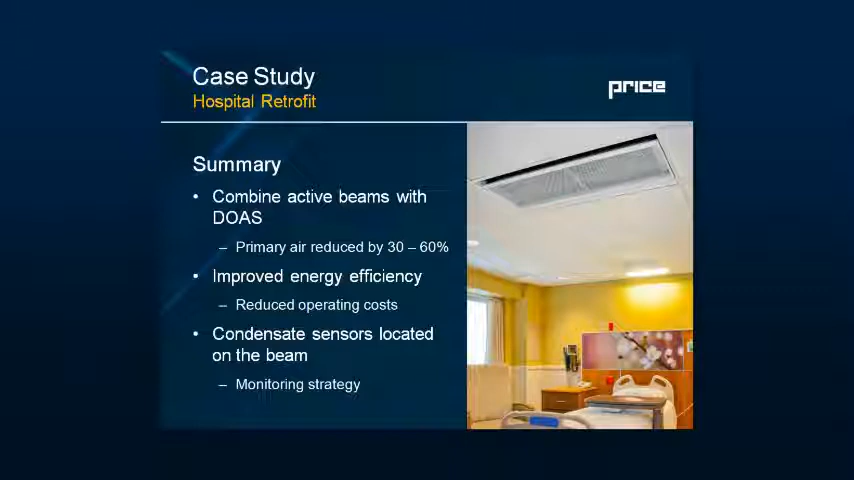 Case Study
Hospital Retrofit
price
Summary
• Combine active beams with
DOAS
– Primary air reduced by 30 – 60%
• Improved energy efficiency
– Reduced operating costs
• Condensate sensors located
on the beam
– Monitoring strategy